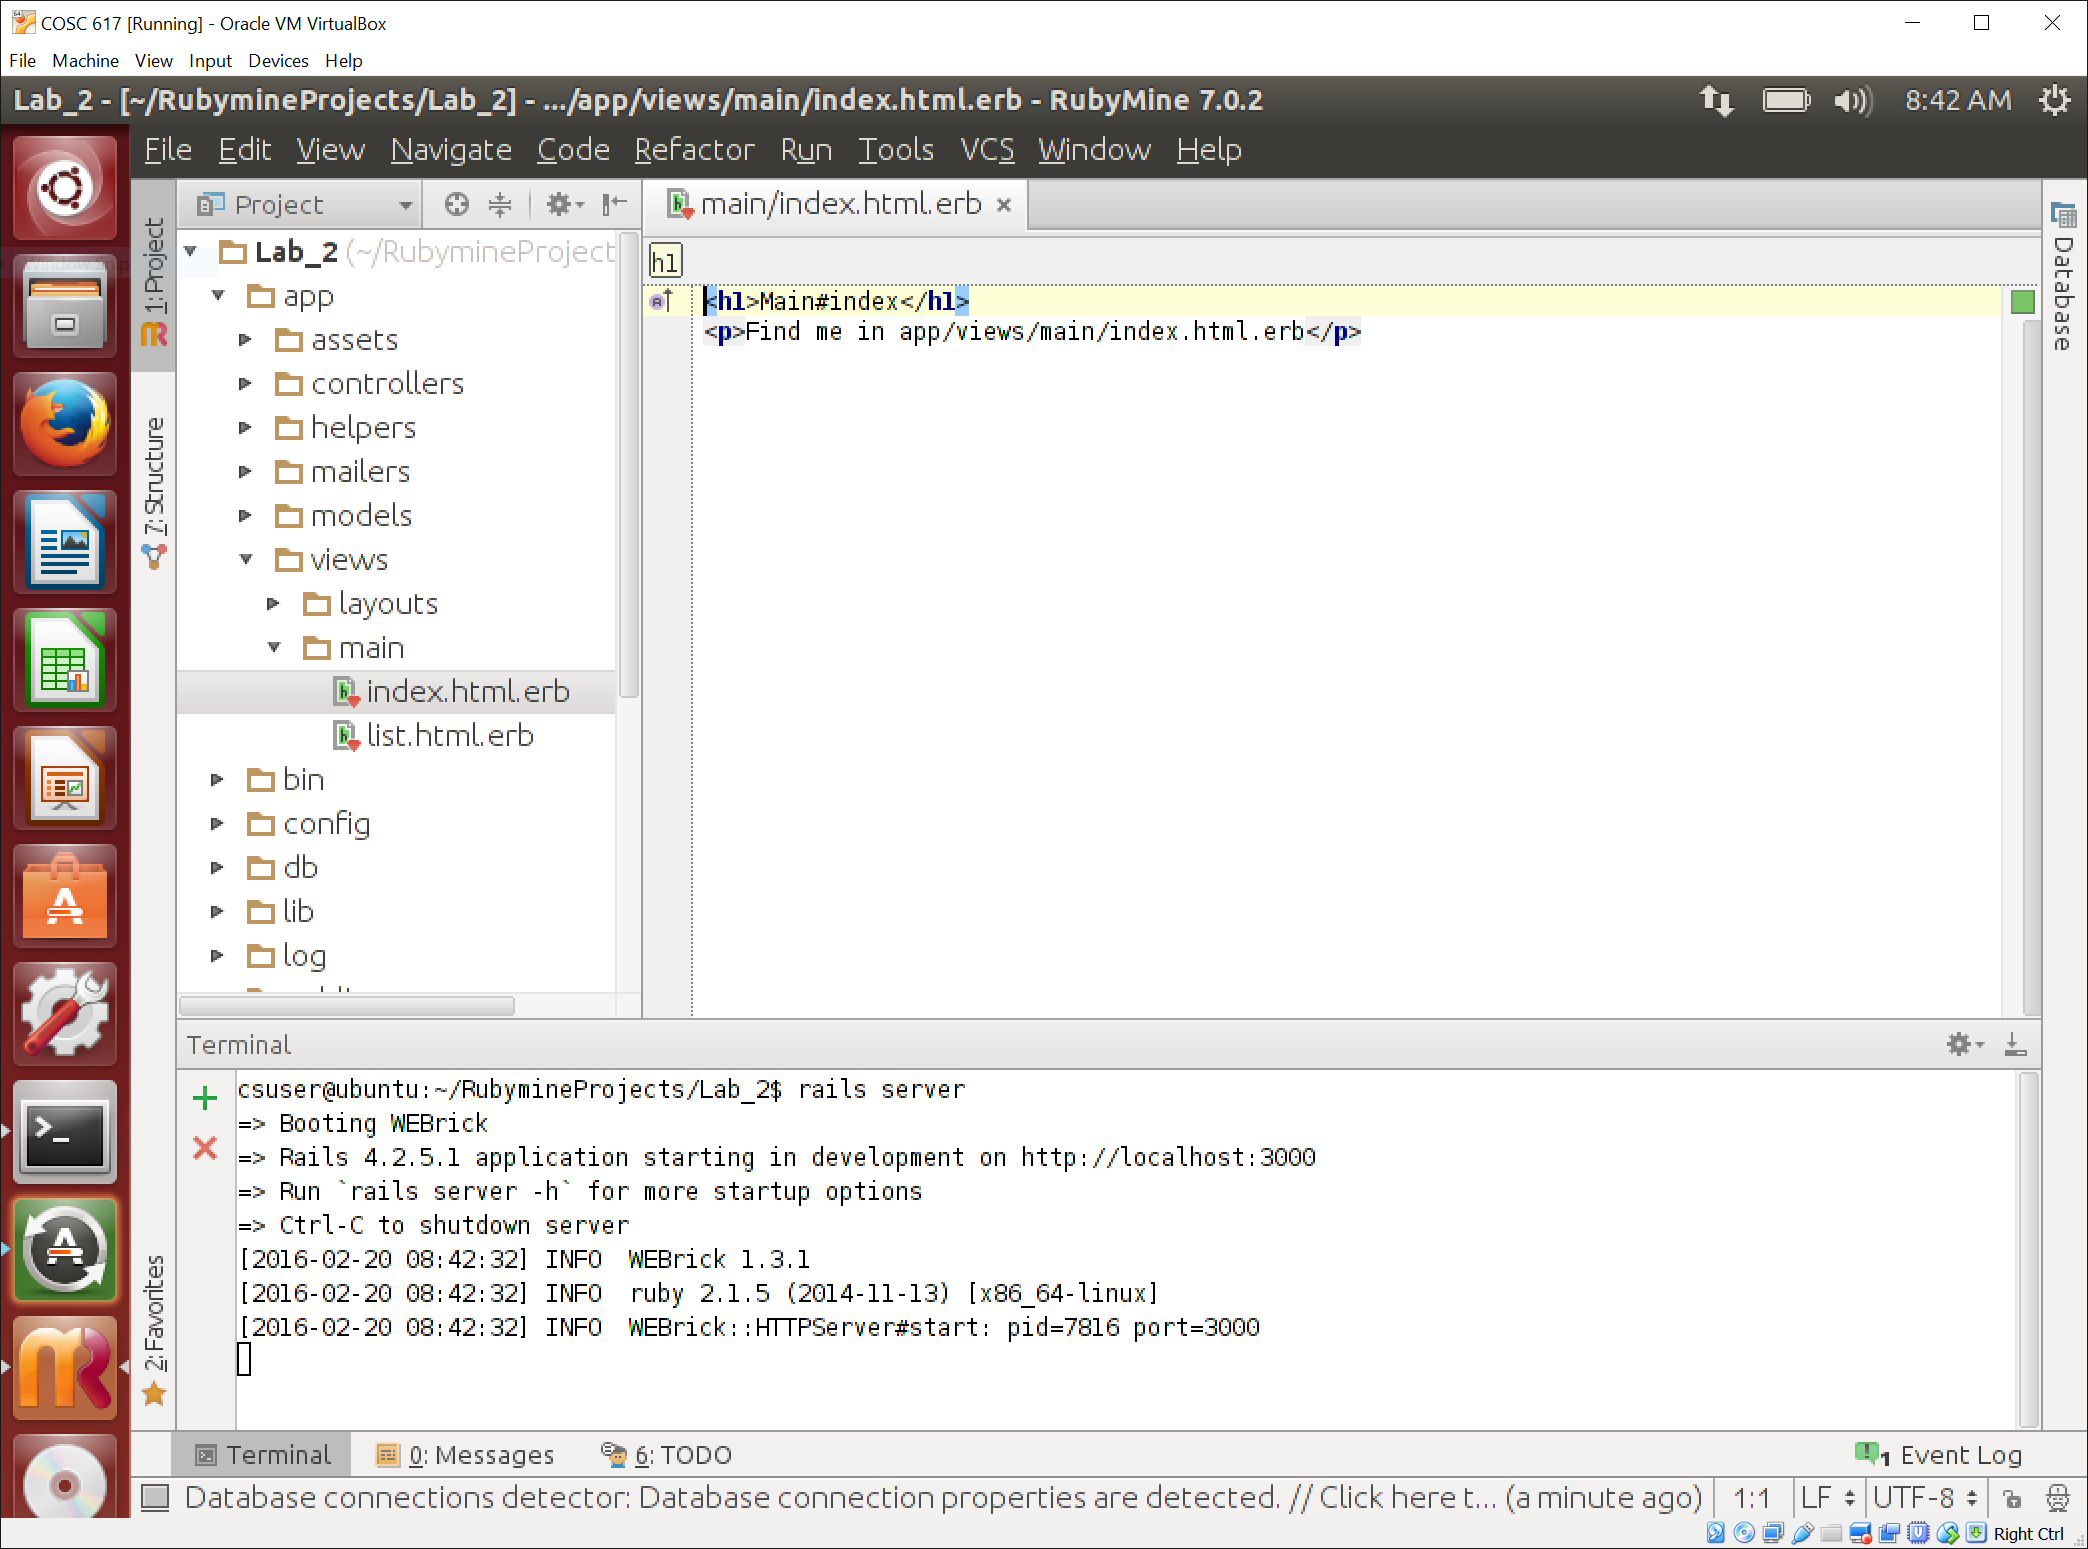 COSC 617 [Running] - Oracle VM VirtualBox
File Machine View Input Devices Help
Lab_2 - [~/RubymineProjects/Lab_2] - .../app/views/main/index.html.erb - RubyMine 7.0.2
8:42 AM
File Edit View Navigate Code Refactor Run Tools VCS Window Help
1: Project
7: Structure
2: Favorites
Project
Lab_2 (~/RubymineProject
app
assets
controllers
helpers
mailers
models
views
layouts
main
index.html.erb
list.html.erb
bin
config
db
lib
log
main/index.html.erb
h1
<h1>Main#index</h1>
<p>Find me in app/views/main/index.html.erb</p>
Database
Terminal
csuser@ubuntu:~/RubymineProjects/Lab_2$ rails server
=> Booting WEBrick
=> Rails 4.2.5.1 application starting in development on http://localhost:3000
=> Run `rails server -h` for more startup options
=> Ctrl-C to shutdown server
[2016-02-20 08:42:32] INFO  WEBrick 1.3.1
[2016-02-20 08:42:32] INFO  ruby 2.1.5 (2014-11-13) [x86_64-linux]
[2016-02-20 08:42:32] INFO  WEBrick::HTTPServer#start: pid=7816 port=3000
Terminal 0: Messages 6: TODO 1 Event Log
Database connections detector: Database connection properties are detected. // Click here t... (a minute ago) 1:1 LF UTF-8
Right Ctrl